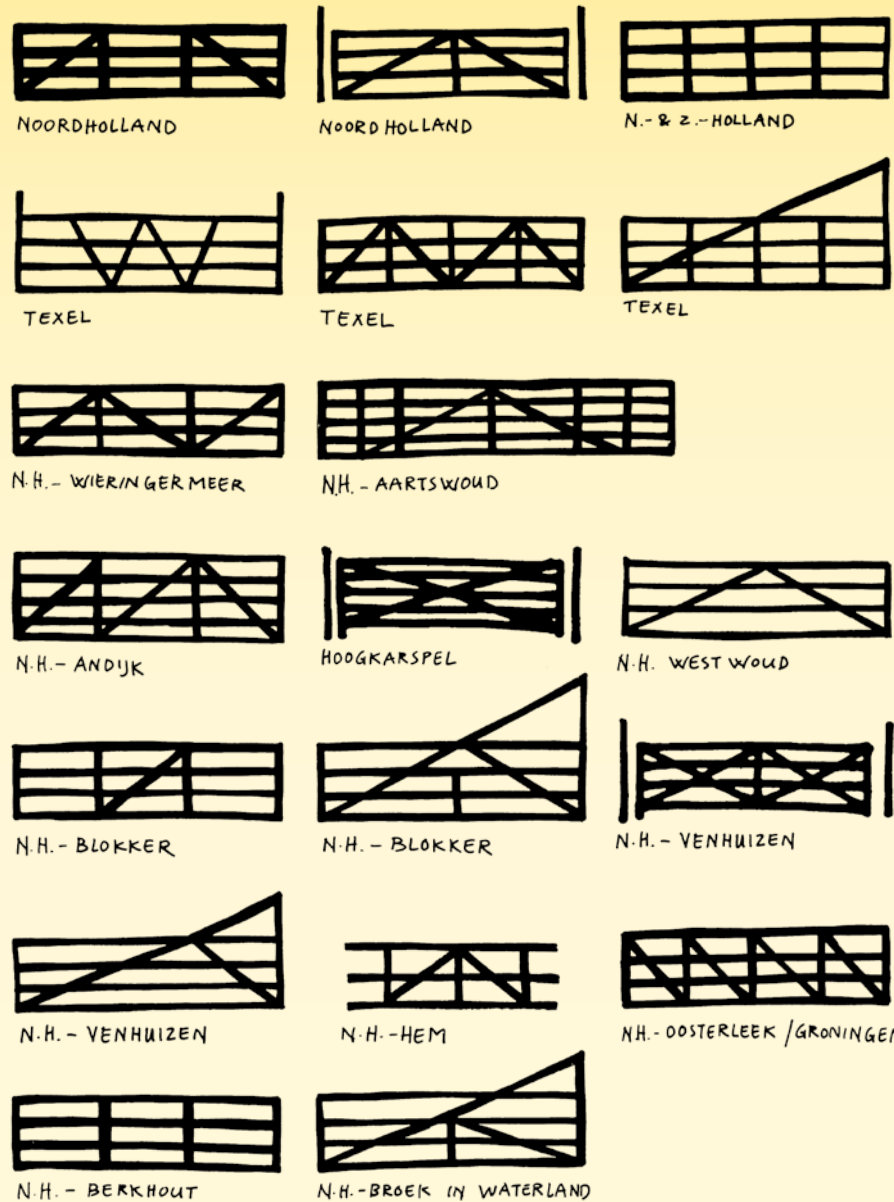 NOORDHOLLAND
NOORD HOLLAND
N.- & Z.-HOLLAND
TEXEL
TEXEL
TEXEL
N.H.- WIERINGERMEER
N.H. - AARTSWOUD
N.H.- ANDIJK
HOOGKARSPEL
N.H. WESTWOUD
N.H.- BLOKKER
N.H. - BLOKKER
N.H. - VENHUIZEN
N.H. - VENHUIZEN
N.H.-HEM
NH.- OOSTERLEEK / GRONINGEN
N.H. - BERKHOUT
N.H. -BROEK IN WATERLAND